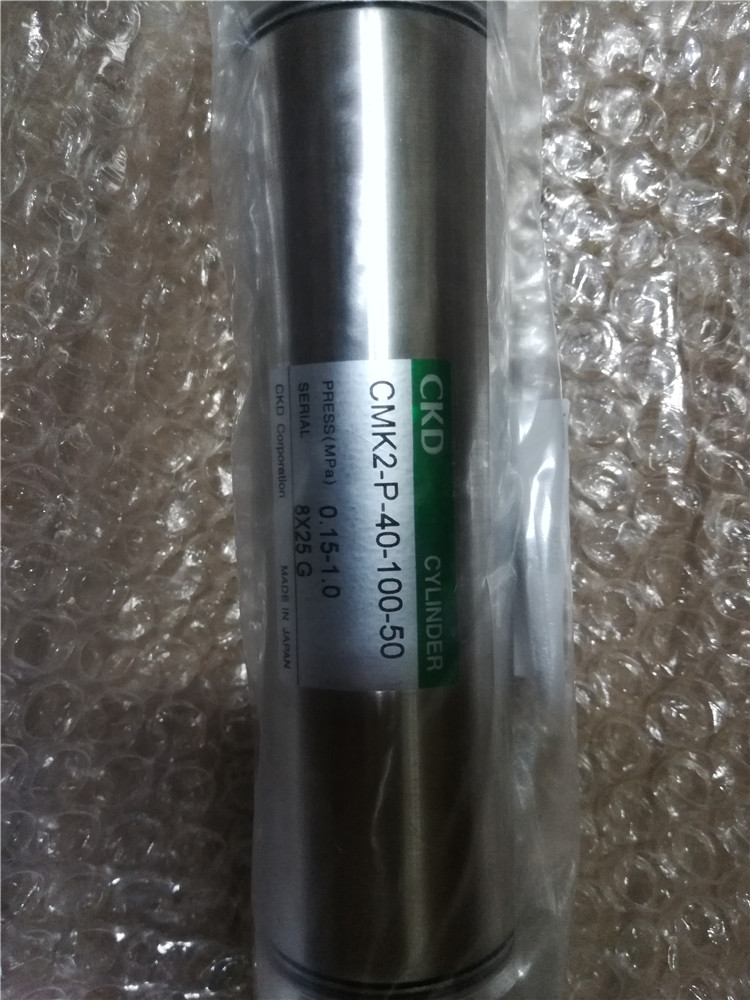 CKD CYLINDER
CMK2-P-40-100-50
PRESS(MPa) 0.15-1.0
SERIAL 8X25 G
CKD Corporation MADE IN JAPAN